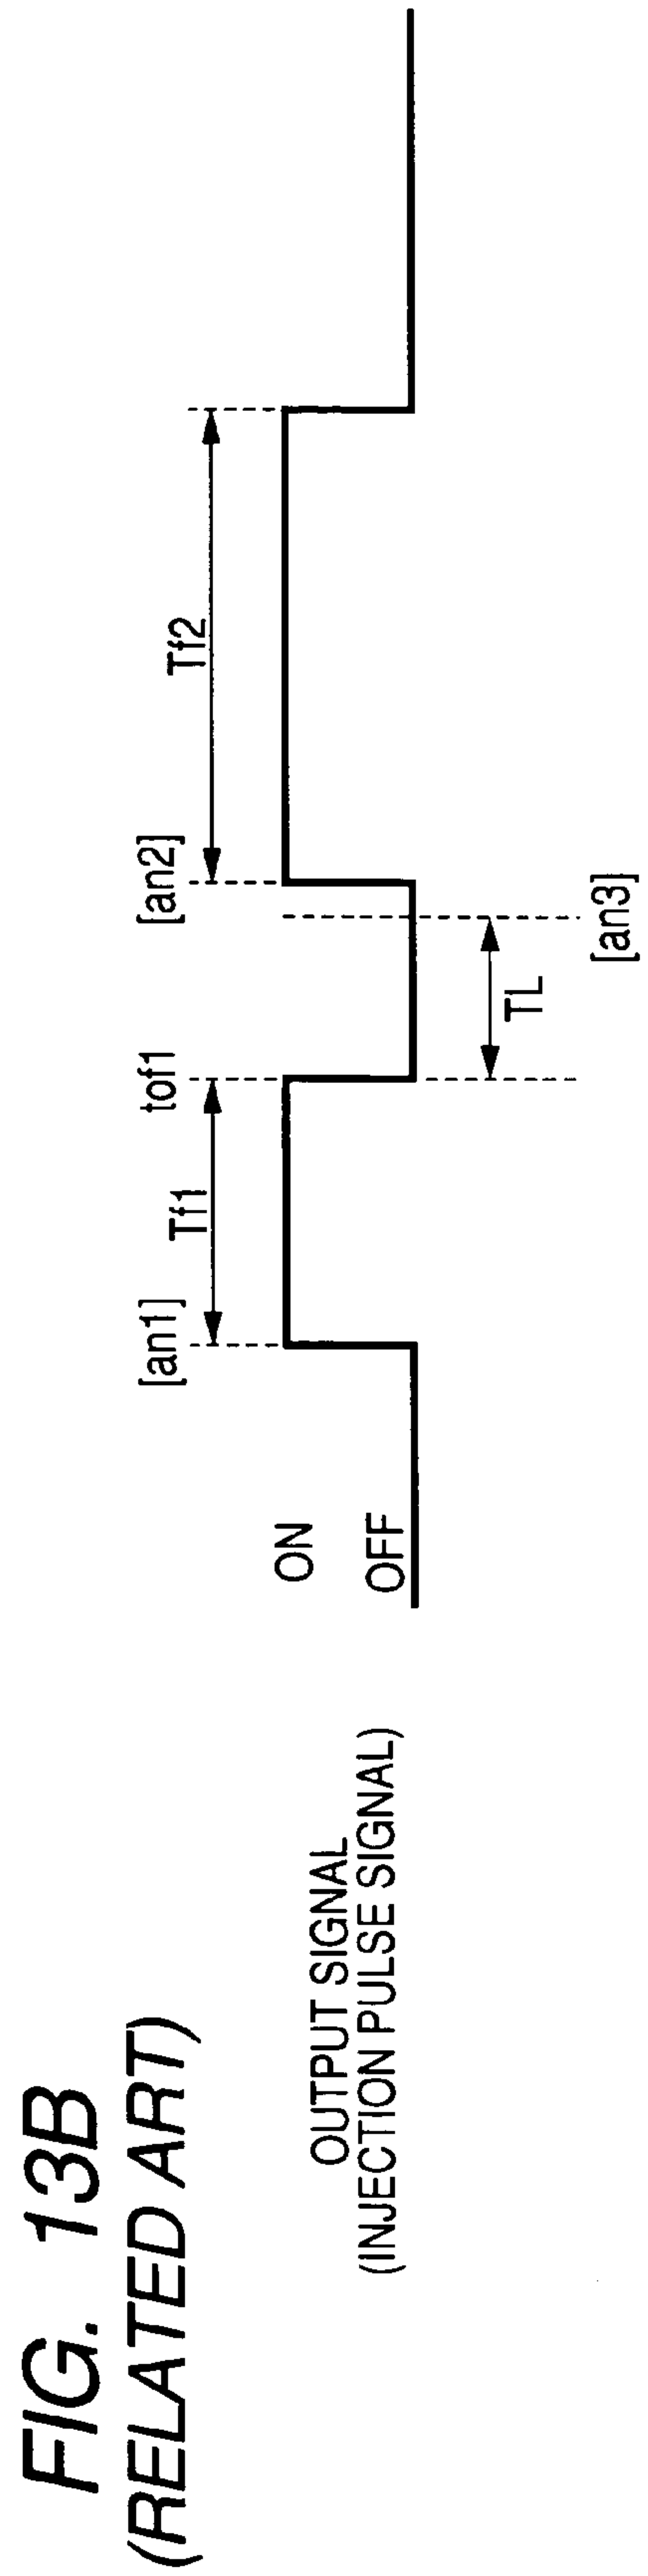 FIG. 13B
(RELATED ART)
[an1]
tof1
[an2]
Tf1
Tf2
ON
OFF
OUTPUT SIGNAL
(INJECTION PULSE SIGNAL)
TL
[an3]